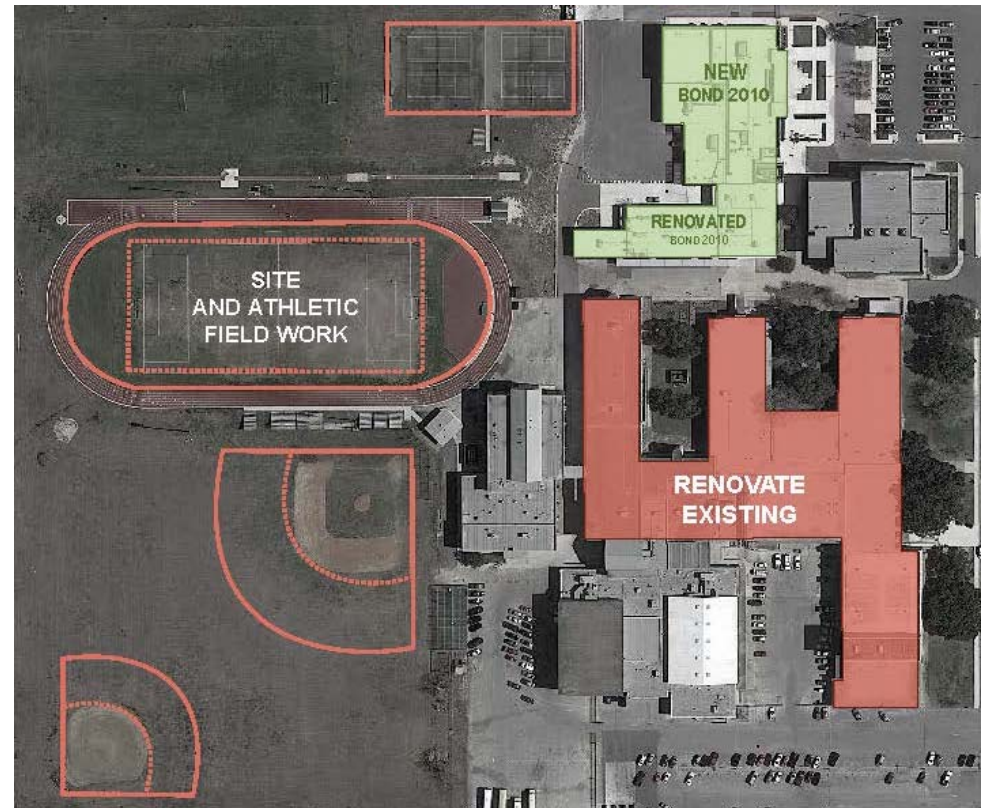 NEW
BOND 2010
RENOVATED
BOND 2010
SITE
AND ATHLETIC
FIELD WORK
RENOVATE
EXISTING